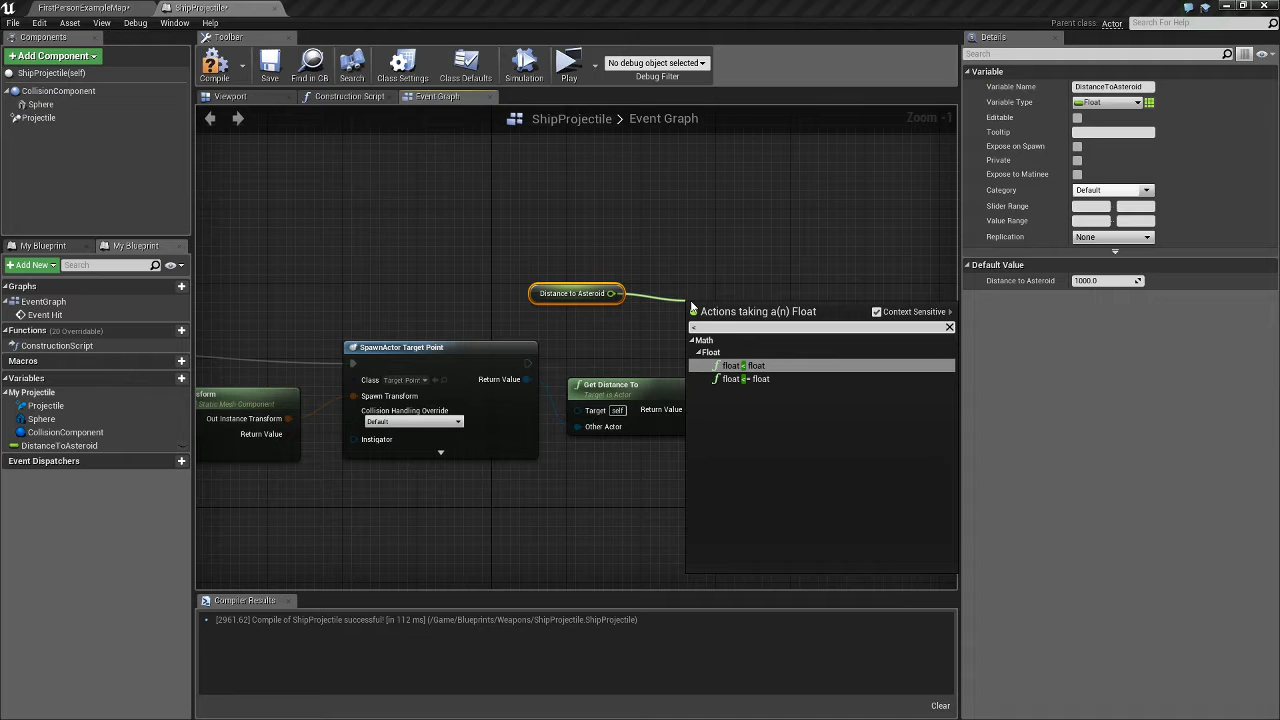 FirstPersonExampleMap*
ShipProjectile*
File Edit Asset View Debug Window Help
Parent class: Actor
Search For Help
Components
+ Add Component
ShipProjectile(self)
CollisionComponent
Sphere
Projectile
My Blueprint
My Blueprint
+ Add New
Search
Graphs
EventGraph
Event Hit
Functions (20 Overridable)
ConstructionScript
Macros
Variables
My Projectile
Projectile
Sphere
CollisionComponent
DistanceToAsteroid
Event Dispatchers
Toolbar
Compile
Save
Find in CB
Search
Class Settings
Class Defaults
Simulation
Play
No debug object selected
Debug Filter
Viewport
Construction Script
Event Graph
ShipProjectile > Event Graph
Zoom -1
Distance to Asteroid
SpawnActor Target Point
Class Target Point
Return Value
Spawn Transform
Collision Handling Override
Default
Instigator
sform
Static Mesh Component
Out Instance Transform
Return Value
Get Distance To
Target is Actor
Target self
Return Value
Other Actor
Actions taking a(n) Float
Context Sensitive
<
Math
Float
float < float
float <= float
Compiler Results
[2961.62] Compile of ShipProjectile successful! [in 112 ms] (/Game/Blueprints/Weapons/ShipProjectile.ShipProjectile)
Clear
Details
Search
Variable
Variable Name DistanceToAsteroid
Variable Type Float
Editable
Tooltip
Expose on Spawn
Private
Expose to Matinee
Category Default
Slider Range
Value Range
Replication None
Default Value
Distance to Asteroid 1000.0